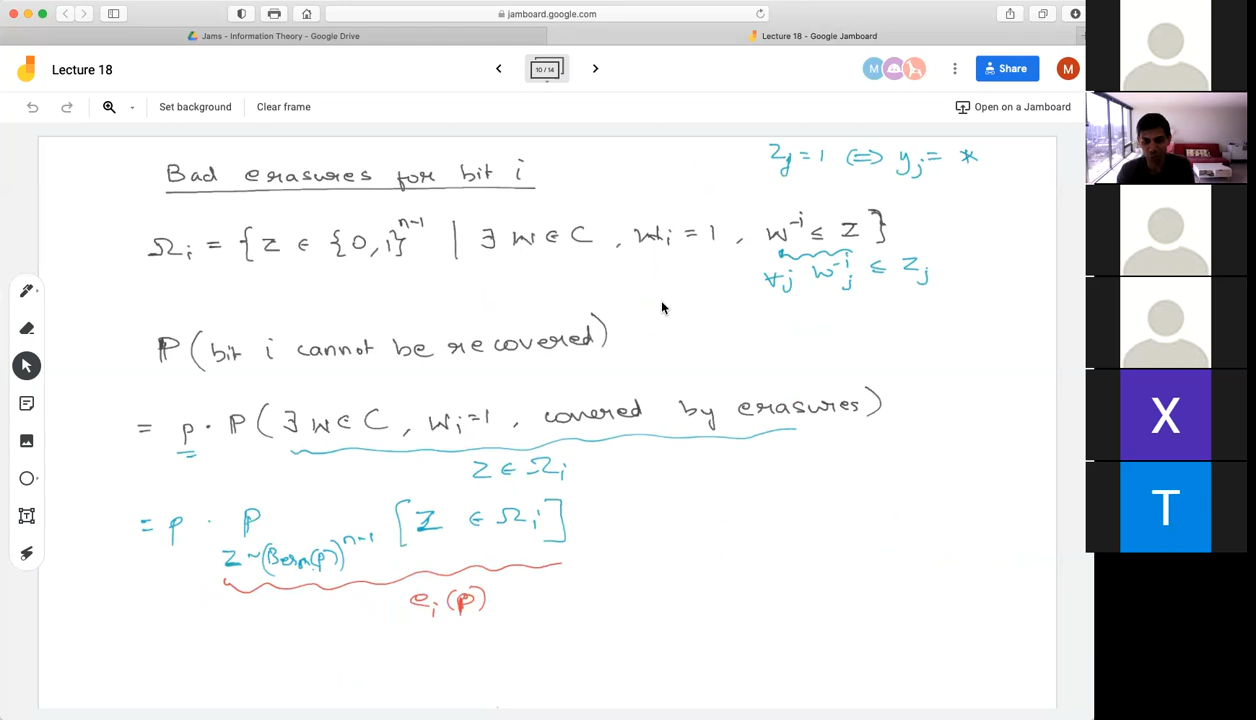 jamboard.google.com
Jams - Information Theory - Google Drive
Lecture 18 - Google Jamboard
Lecture 18
10 / 14
M
Share
M
Set background
Clear frame
Open on a Jamboard
Z_j = 1 ⟺ y_j = *
Bad erasures for bit i
Ω_i = { Z ∈ {0,1}^{n-1} | ∃ w ∈ C , w_i = 1 , w^{-i} ≤ Z }
∀j w^{-i}_j ≤ Z_j
P( bit i cannot be recovered)
= p · P( ∃ w ∈ C , w_i=1 , covered by erasures)
Z ∈ Ω_i
= p · P [ Z ∈ Ω_i ]
Z ~ (Bern(p))^{n-1}
e_i (p)
X
T